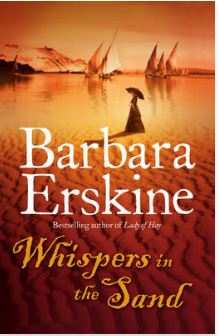 Barbara
Erskine
Bestselling author of Lady of Hay
Whispers in
the Sand